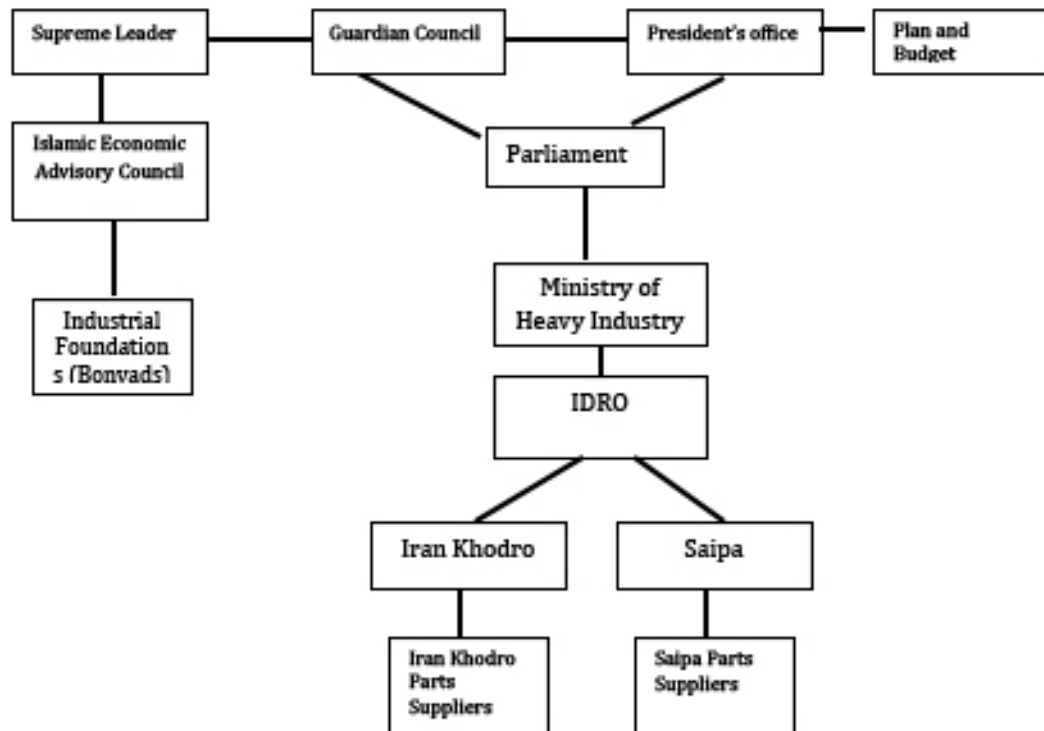 Supreme Leader
Guardian Council
President's office
Plan and
Budget
Islamic Economic
Advisory Council
Parliament
Industrial
Foundation
s (Bonyads)
Ministry of
Heavy Industry
IDRO
Iran Khodro
Saipa
Iran Khodro
Parts
Suppliers
Saipa Parts
Suppliers